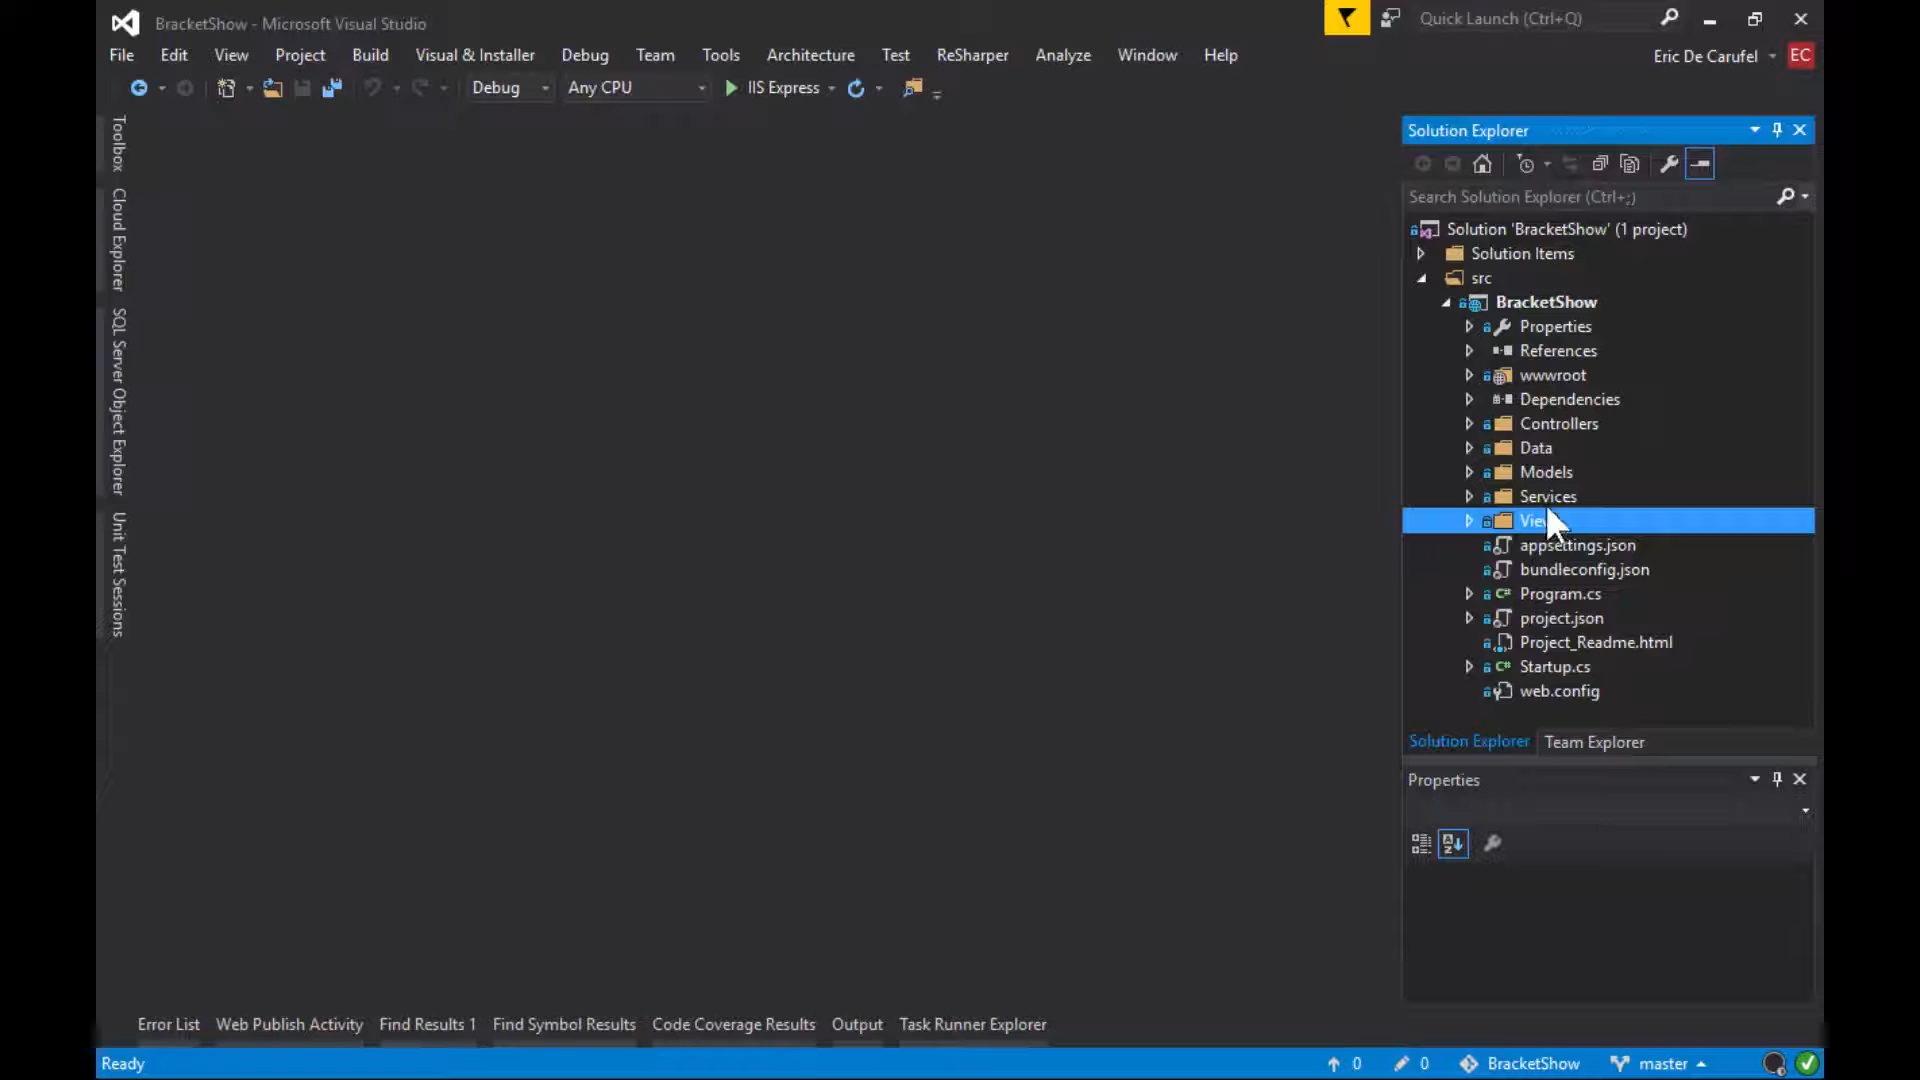 BracketShow - Microsoft Visual Studio
Quick Launch (Ctrl+Q)
File Edit View Project Build Visual & Installer Debug Team Tools Architecture Test ReSharper Analyze Window Help
Eric De Carufel EC
Debug Any CPU IIS Express
Toolbox
Cloud Explorer
SQL Server Object Explorer
Unit Test Sessions
Solution Explorer
Search Solution Explorer (Ctrl+;)
Solution 'BracketShow' (1 project)
Solution Items
src
BracketShow
Properties
References
wwwroot
Dependencies
Controllers
Data
Models
Services
appsettings.json
bundleconfig.json
C# Program.cs
project.json
Project_Readme.html
C# Startup.cs
web.config
Solution Explorer Team Explorer
Properties
Error List Web Publish Activity Find Results 1 Find Symbol Results Code Coverage Results Output Task Runner Explorer
Ready 0 0 BracketShow master